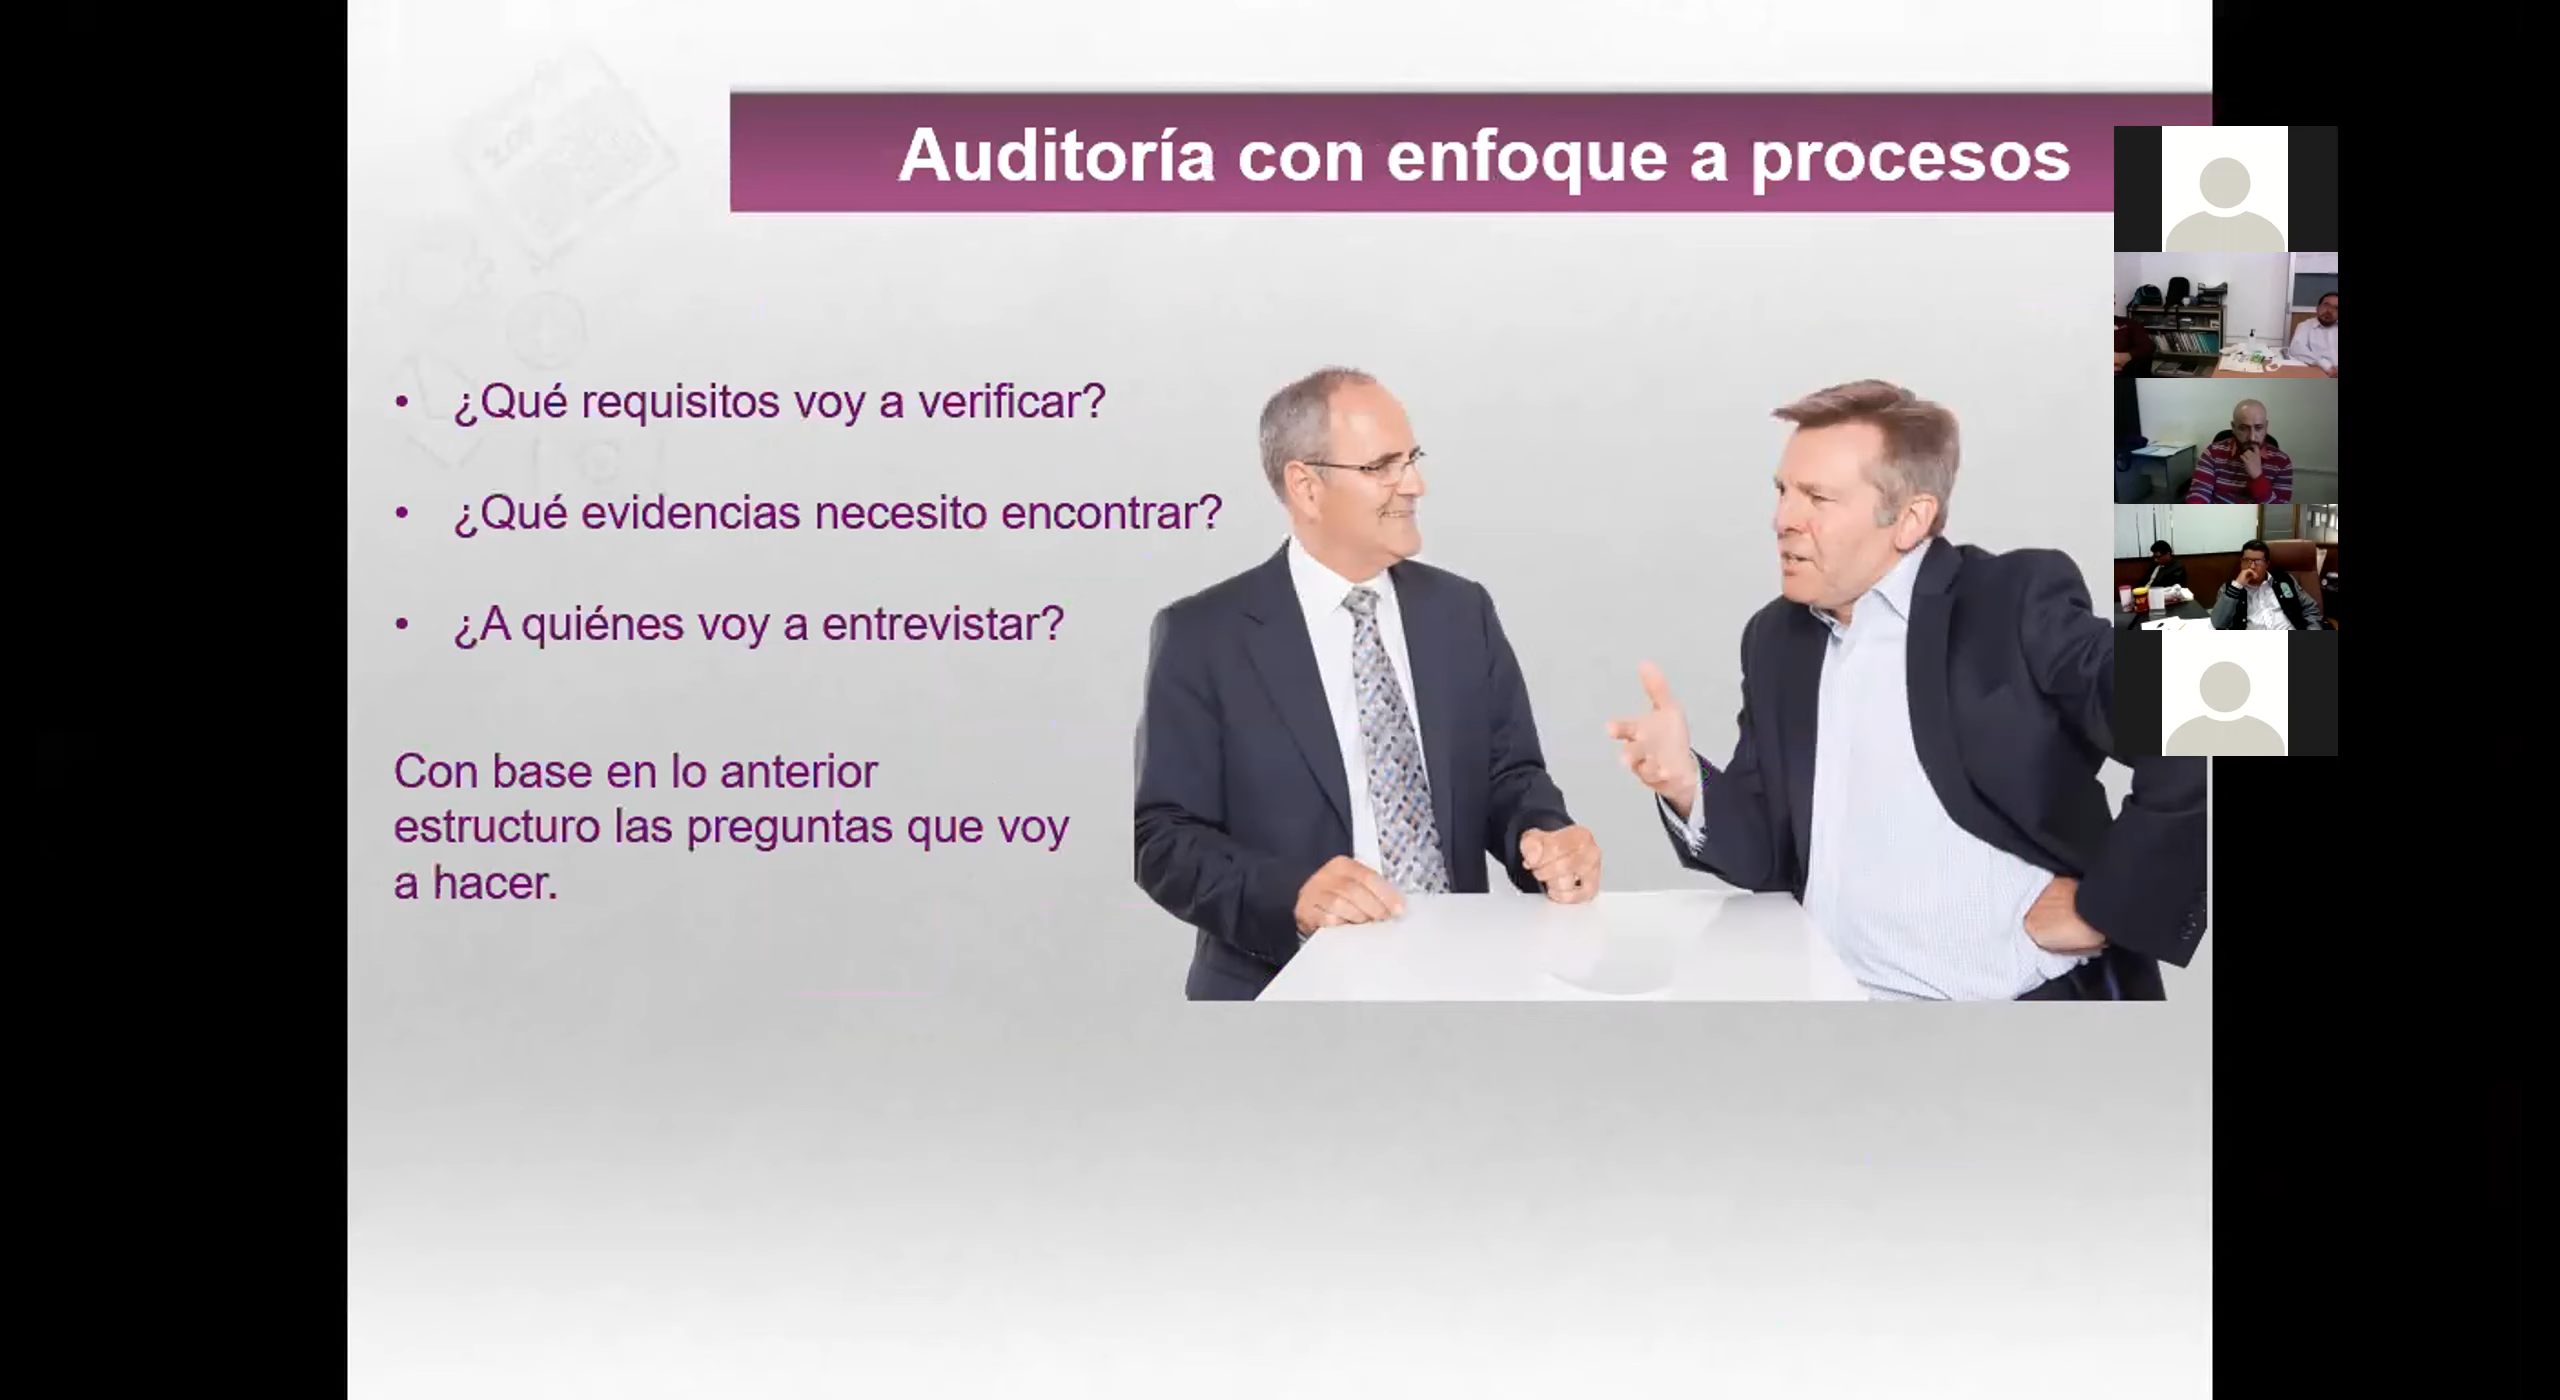 Auditoría con enfoque a procesos
• ¿Qué requisitos voy a verificar?
• ¿Qué evidencias necesito encontrar?
• ¿A quiénes voy a entrevistar?
Con base en lo anterior
estructuro las preguntas que voy
a hacer.